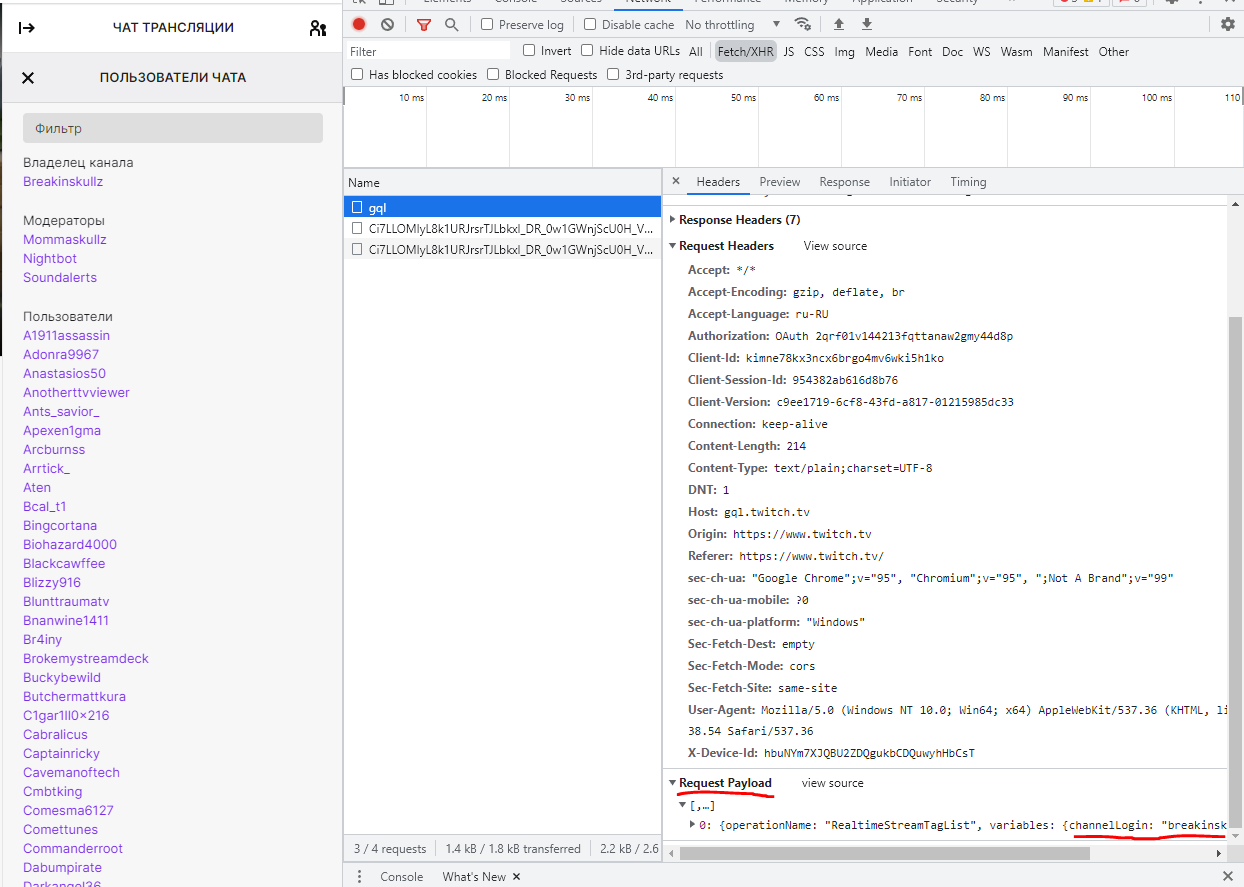 ЧАТ ТРАНСЛЯЦИИ
ПОЛЬЗОВАТЕЛИ ЧАТА
Фильтр
Владелец канала
Breakinskullz
Модераторы
Mommaskullz
Nightbot
Soundalerts
Пользователи
A1911assassin
Adonra9967
Anastasios50
Anotherttvviewer
Ants_savior_
Apexen1gma
Arcburnss
Arrtick_
Aten
Bcal_t1
Bingcortana
Biohazard4000
Blackcawffee
Blizzy916
Blunttraumatv
Bnanwine1411
Br4iny
Brokemystreamdeck
Buckybewild
Butchermattkura
C1gar1ll0×216
Cabralicus
Captainricky
Cavemanoftech
Cmbtking
Comesma6127
Comettunes
Commanderroot
Dabumpirate
Darkangel36
Elements Console Sources Network Performance Memory Application Security
Preserve log Disable cache No throttling
Filter Invert Hide data URLs All Fetch/XHR JS CSS Img Media Font Doc WS Wasm Manifest Other
Has blocked cookies Blocked Requests 3rd-party requests
10 ms 20 ms 30 ms 40 ms 50 ms 60 ms 70 ms 80 ms 90 ms 100 ms 110
Name
gql
Ci7LLOMIyL8k1URJrsrTJLbkxl_DR_0w1GWnjScU0H_V...
Ci7LLOMIyL8k1URJrsrTJLbkxl_DR_0w1GWnjScU0H_V...
3 / 4 requests 1.4 kB / 1.8 kB transferred 2.2 kB / 2.6
× Headers Preview Response Initiator Timing
Response Headers (7)
Request Headers View source
Accept: */*
Accept-Encoding: gzip, deflate, br
Accept-Language: ru-RU
Authorization: OAuth 2qrf01v144213fqttanaw2gmy44d8p
Client-Id: kimne78kx3ncx6brgo4mv6wki5h1ko
Client-Session-Id: 954382ab616d8b76
Client-Version: c9ee1719-6cf8-43fd-a817-01215985dc33
Connection: keep-alive
Content-Length: 214
Content-Type: text/plain;charset=UTF-8
DNT: 1
Host: gql.twitch.tv
Origin: https://www.twitch.tv
Referer: https://www.twitch.tv/
sec-ch-ua: "Google Chrome";v="95", "Chromium";v="95", ";Not A Brand";v="99"
sec-ch-ua-mobile: ?0
sec-ch-ua-platform: "Windows"
Sec-Fetch-Dest: empty
Sec-Fetch-Mode: cors
Sec-Fetch-Site: same-site
User-Agent: Mozilla/5.0 (Windows NT 10.0; Win64; x64) AppleWebKit/537.36 (KHTML, li
38.54 Safari/537.36
X-Device-Id: hbuNYm7XJQBU2ZDQgukbCDQuwyhHbCsT
Request Payload view source
[,…]
0: {operationName: "RealtimeStreamTagList", variables: {channelLogin: "breakinsk
Console What's New ×